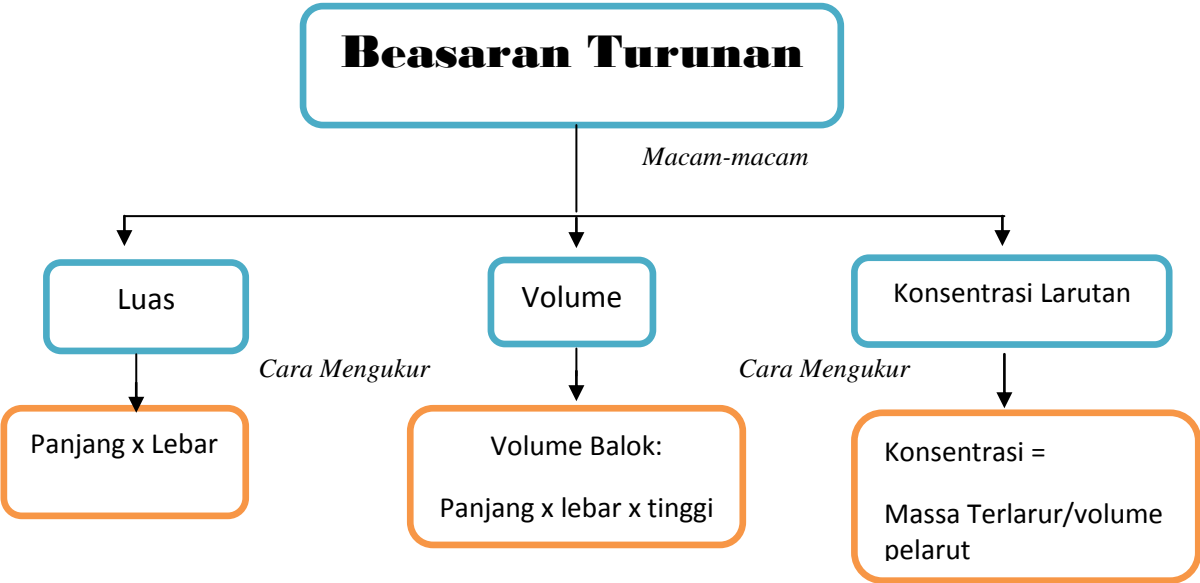 Beasaran Turunan
Macam-macam
Luas
Volume
Konsentrasi Larutan
Cara Mengukur
Cara Mengukur
Panjang x Lebar
Volume Balok:
Panjang x lebar x tinggi
Konsentrasi =
Massa Terlarur/volume
pelarut